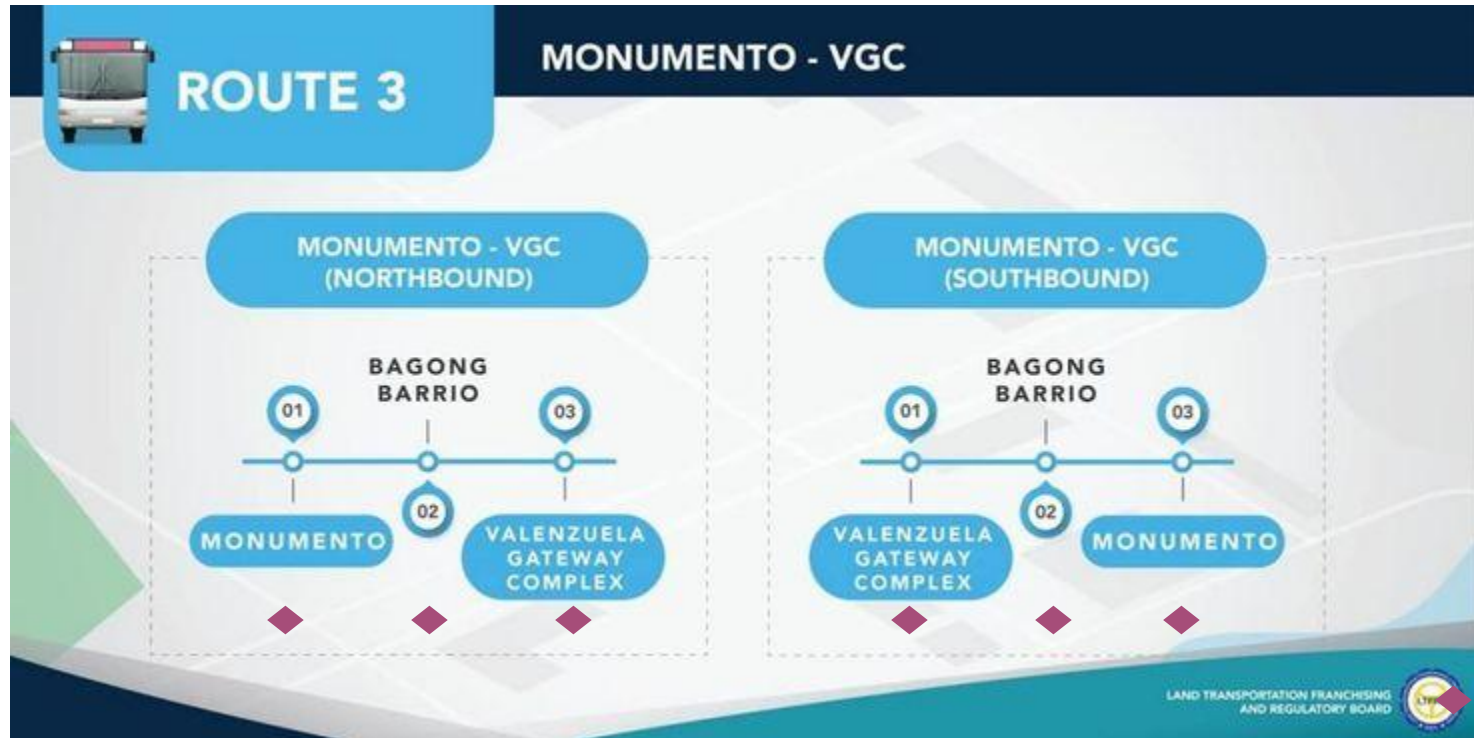 ROUTE 3
MONUMENTO - VGC
MONUMENTO - VGC
(NORTHBOUND)
BAGONG
BARRIO
01
03
02
MONUMENTO
VALENZUELA
GATEWAY
COMPLEX
MONUMENTO - VGC
(SOUTHBOUND)
BAGONG
BARRIO
01
03
02
VALENZUELA
GATEWAY
COMPLEX
MONUMENTO
LAND TRANSPORTATION FRANCHISING
AND REGULATORY BOARD